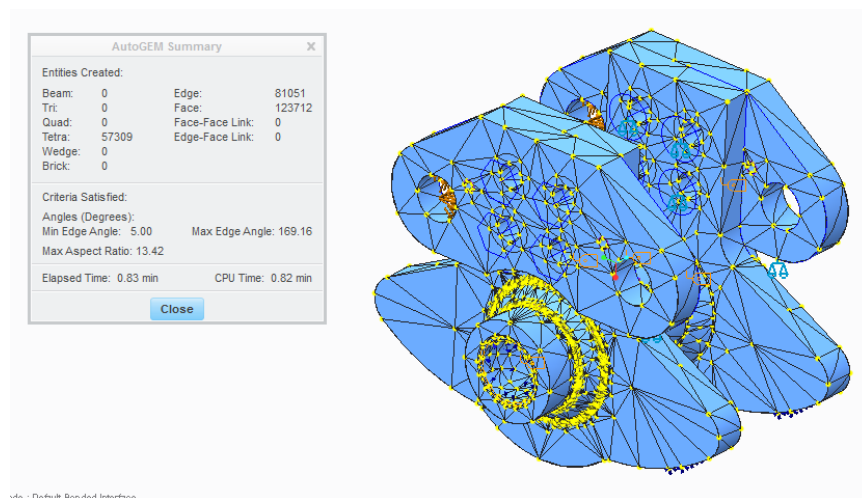 AutoGEM Summary X
Entities Created:
Beam: 0 Edge: 81051
Tri: 0 Face: 123712
Quad: 0 Face-Face Link: 0
Tetra: 57309 Edge-Face Link: 0
Wedge: 0
Brick: 0
Criteria Satisfied:
Angles (Degrees):
Min Edge Angle: 5.00 Max Edge Angle: 169.16
Max Aspect Ratio: 13.42
Elapsed Time: 0.83 min CPU Time: 0.82 min
Close
: Default Bonded Interface